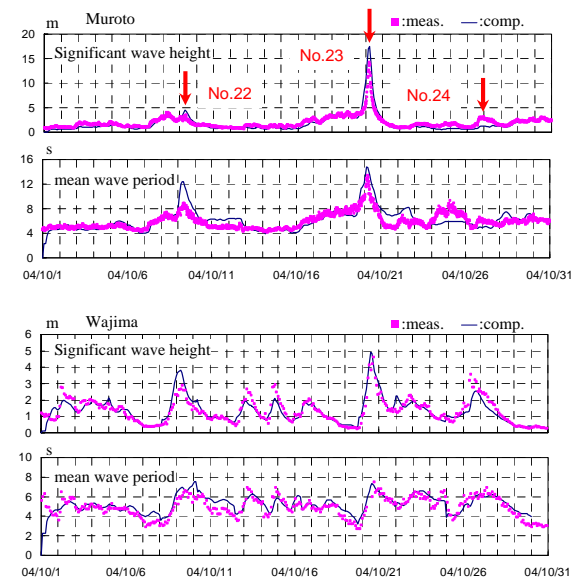 m Muroto ■:meas. —:comp.
20
Significant wave height
No.23
15
10
No.22
No.24
5
0
s
16
mean wave period
12
8
4
0
04/10/1 04/10/6 04/10/11 04/10/16 04/10/21 04/10/26 04/10/31
m Wajima ■:meas. —:comp.
6
Significant wave height
5
4
3
2
1
0
s
10
mean wave period
8
6
4
2
0
04/10/1 04/10/6 04/10/11 04/10/16 04/10/21 04/10/26 04/10/31